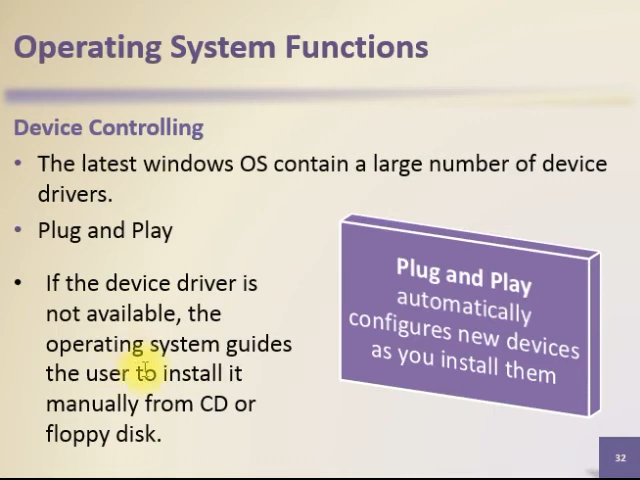 Operating System Functions
Device Controlling
• The latest windows OS contain a large number of device
drivers.
• Plug and Play
• If the device driver is
not available, the
operating system guides
the user to install it
manually from CD or
floppy disk.
Plug and Play
automatically
configures new devices
as you install them
32